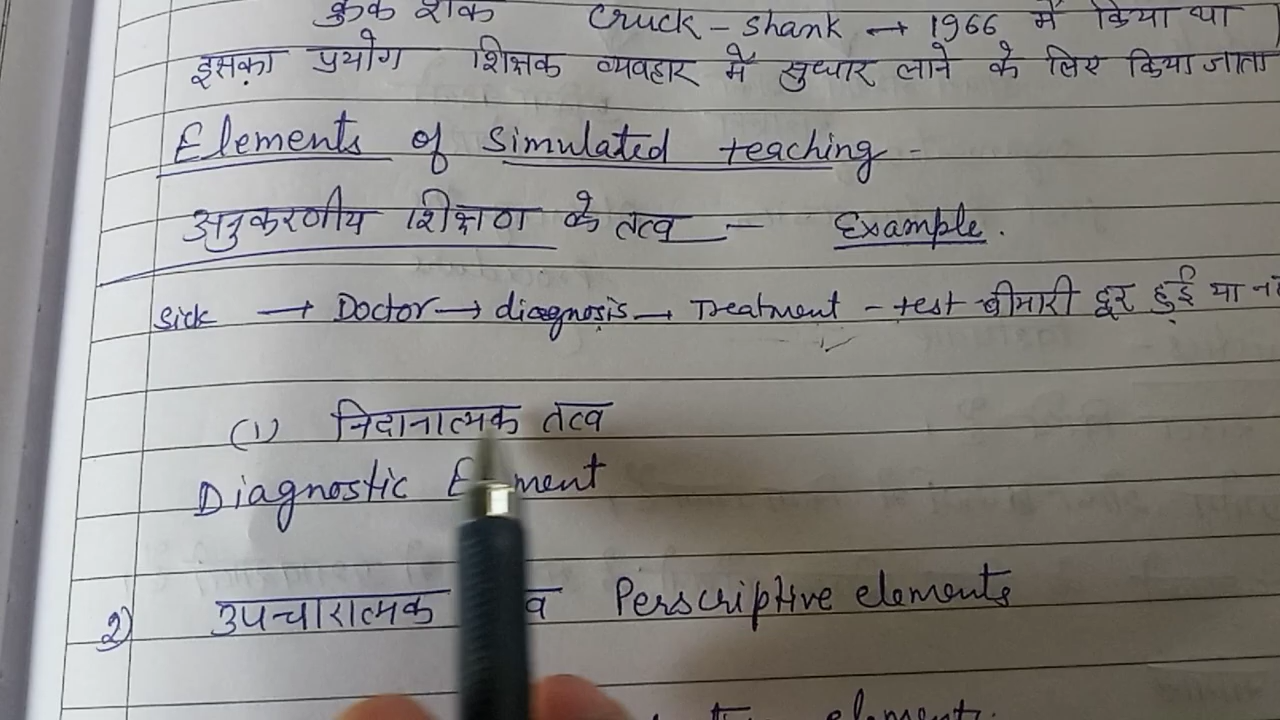 क्रुक शैंक Cruck - shank → 1966 में किया था
इसका प्रयोग शिक्षक व्यवहार में सुधार लाने के लिए किया जाता
Elements of simulated teaching -
अनुकरणीय शिक्षण के तत्व - Example.
Sick → Doctor → diagnosis → Treatment - test बीमारी दूर हुई या
(1) निदानात्मक तत्व
Diagnostic
2) उपचारात्मक Perscriptive elements
elements.